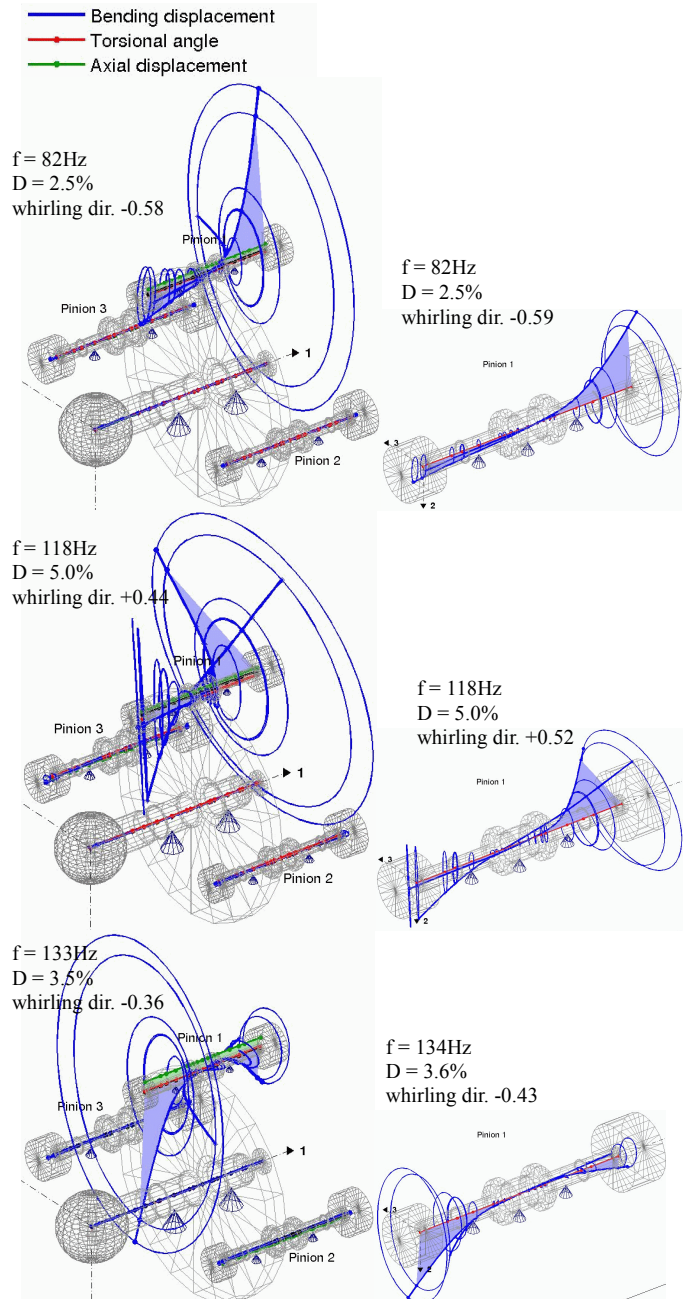 Bending displacement
Torsional angle
Axial displacement
f = 82Hz
D = 2.5%
whirling dir. -0.58
Pinion
Pinion 3
1
Pinion 2
f = 82Hz
D = 2.5%
whirling dir. -0.59
Pinion 1
3
2
f = 118Hz
D = 5.0%
whirling dir. +0.44
Pinion 1
Pinion 3
1
Pinion 2
f = 118Hz
D = 5.0%
whirling dir. +0.52
Pinion 1
3
2
f = 133Hz
D = 3.5%
whirling dir. -0.36
Pinion 1
Pinion 3
1
Pinion 2
f = 134Hz
D = 3.6%
whirling dir. -0.43
Pinion 1
3
2